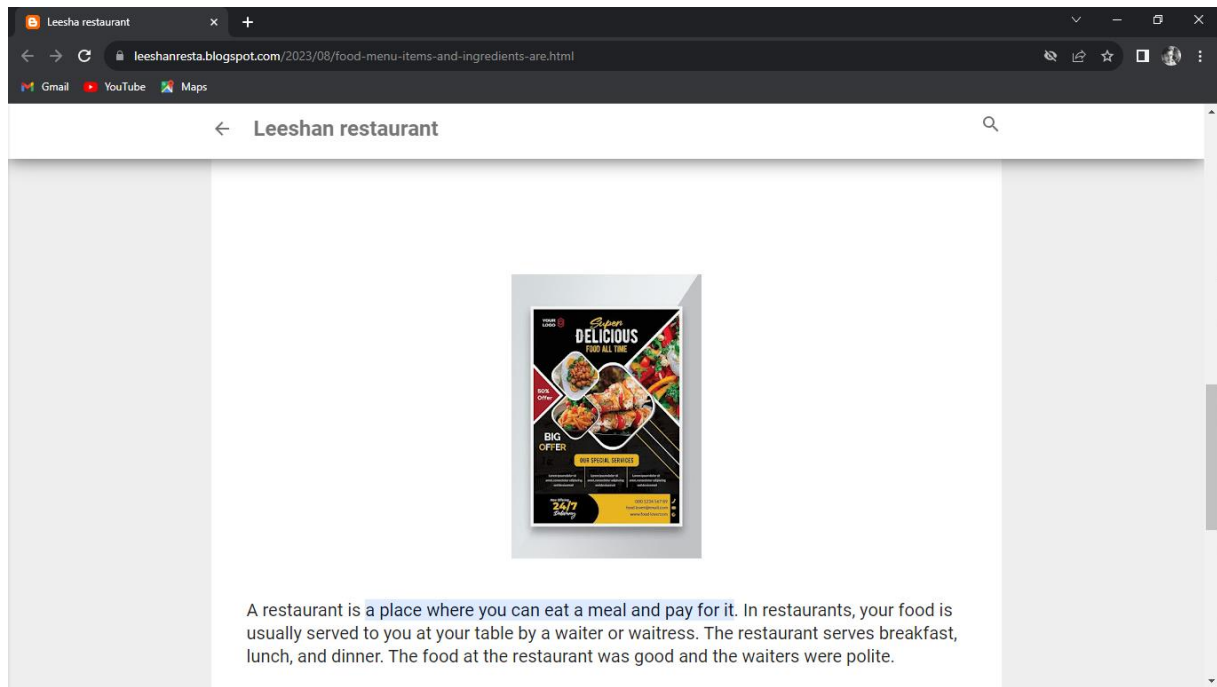 Leesha restaurant
leeshanresta.blogspot.com/2023/08/food-menu-items-and-ingredients-are.html
Gmail YouTube Maps
Leeshan restaurant
YOUR
LOGO
Super
DELICIOUS
FOOD ALL TIME
50%
Offer
BIG
OFFER
OUR SPECIAL SERVICES
24/7
Delivery
A restaurant is a place where you can eat a meal and pay for it. In restaurants, your food is
usually served to you at your table by a waiter or waitress. The restaurant serves breakfast,
lunch, and dinner. The food at the restaurant was good and the waiters were polite.